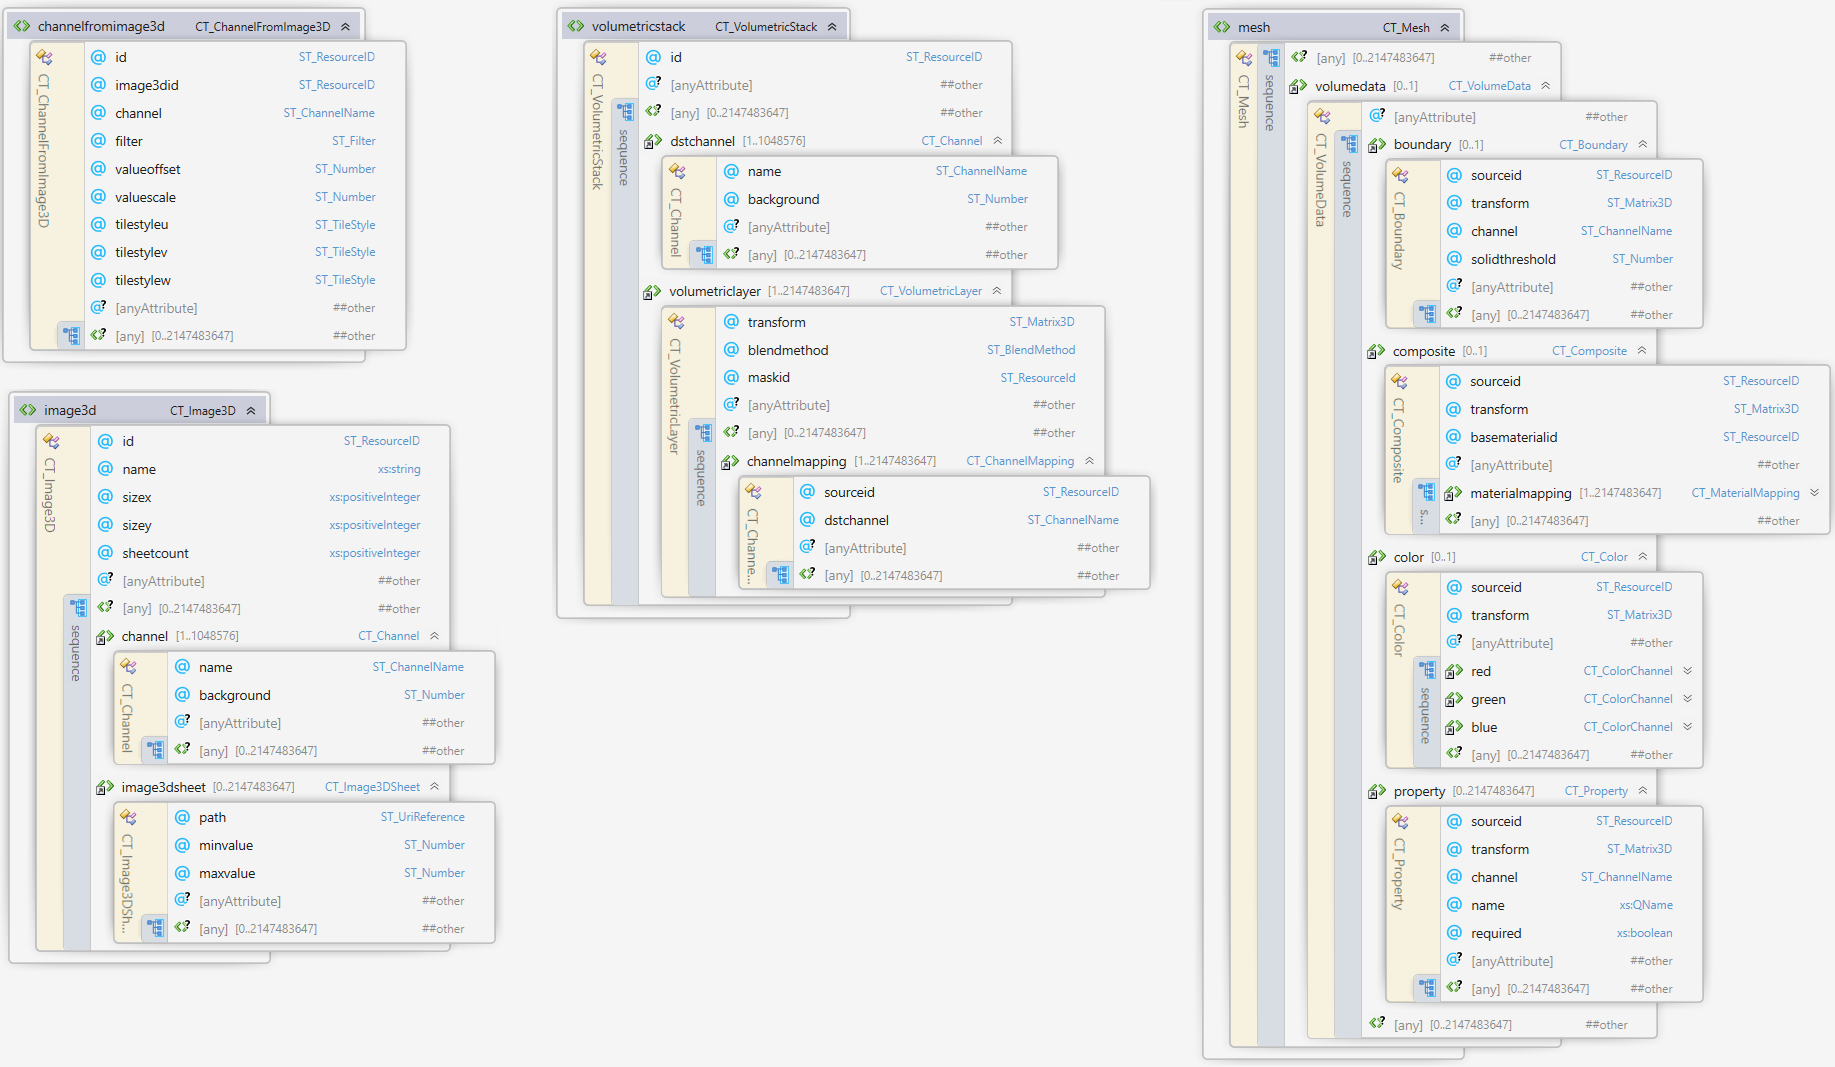 channelfromimage3d CT_ChannelFromImage3D
CT_ChannelFromImage3D
id ST_ResourceID
image3did ST_ResourceID
channel ST_ChannelName
filter ST_Filter
valueoffset ST_Number
valuescale ST_Number
tilestyleu ST_TileStyle
tilestylev ST_TileStyle
tilestylew ST_TileStyle
[anyAttribute] ##other
[any] [0..2147483647] ##other
image3d CT_Image3D
CT_Image3D
id ST_ResourceID
name xs:string
sizex xs:positiveInteger
sizey xs:positiveInteger
sheetcount xs:positiveInteger
[anyAttribute] ##other
sequence
[any] [0..2147483647] ##other
channel [1..1048576] CT_Channel
CT_Channel
name ST_ChannelName
background ST_Number
[anyAttribute] ##other
[any] [0..2147483647] ##other
image3dsheet [0..2147483647] CT_Image3DSheet
CT_Image3DSh...
path ST_UriReference
minvalue ST_Number
maxvalue ST_Number
[anyAttribute] ##other
[any] [0..2147483647] ##other
volumetricstack CT_VolumetricStack
CT_VolumetricStack
id ST_ResourceID
[anyAttribute] ##other
sequence
[any] [0..2147483647] ##other
dstchannel [1..1048576] CT_Channel
CT_Channel
name ST_ChannelName
background ST_Number
[anyAttribute] ##other
[any] [0..2147483647] ##other
volumetriclayer [1..2147483647] CT_VolumetricLayer
CT_VolumetricLayer
transform ST_Matrix3D
blendmethod ST_BlendMethod
maskid ST_ResourceId
[anyAttribute] ##other
sequence
[any] [0..2147483647] ##other
channelmapping [1..2147483647] CT_ChannelMapping
CT_Channe...
sourceid ST_ResourceID
dstchannel ST_ChannelName
[anyAttribute] ##other
[any] [0..2147483647] ##other
mesh CT_Mesh
CT_Mesh
sequence
[any] [0..2147483647] ##other
volumedata [0..1] CT_VolumeData
CT_VolumeData
[anyAttribute] ##other
sequence
boundary [0..1] CT_Boundary
CT_Boundary
sourceid ST_ResourceID
transform ST_Matrix3D
channel ST_ChannelName
solidthreshold ST_Number
[anyAttribute] ##other
[any] [0..2147483647] ##other
composite [0..1] CT_Composite
CT_Composite
sourceid ST_ResourceID
transform ST_Matrix3D
basematerialid ST_ResourceID
[anyAttribute] ##other
s...
materialmapping [1..2147483647] CT_MaterialMapping
[any] [0..2147483647] ##other
color [0..1] CT_Color
CT_Color
sourceid ST_ResourceID
transform ST_Matrix3D
[anyAttribute] ##other
sequence
red CT_ColorChannel
green CT_ColorChannel
blue CT_ColorChannel
[any] [0..2147483647] ##other
property [0..2147483647] CT_Property
CT_Property
sourceid ST_ResourceID
transform ST_Matrix3D
channel ST_ChannelName
name xs:QName
required xs:boolean
[anyAttribute] ##other
[any] [0..2147483647] ##other
[any] [0..2147483647] ##other